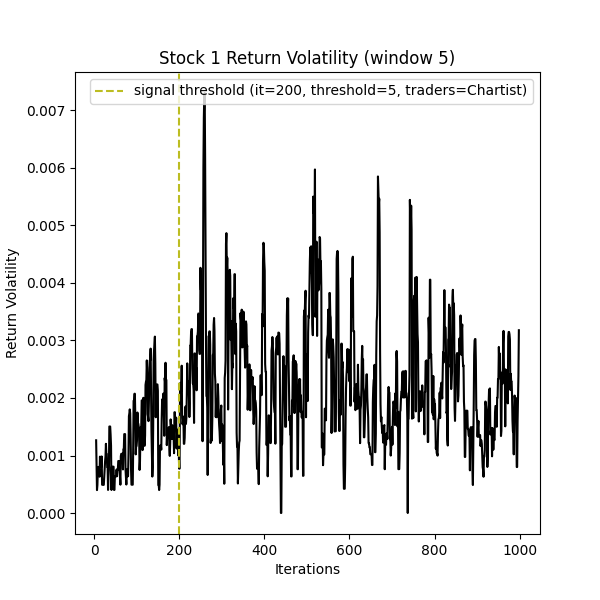 Stock 1 Return Volatility (window 5)
signal threshold (it=200, threshold=5, traders=Chartist)
Return Volatility
0.007
0.006
0.005
0.004
0.003
0.002
0.001
0.000
0 200 400 600 800 1000
Iterations